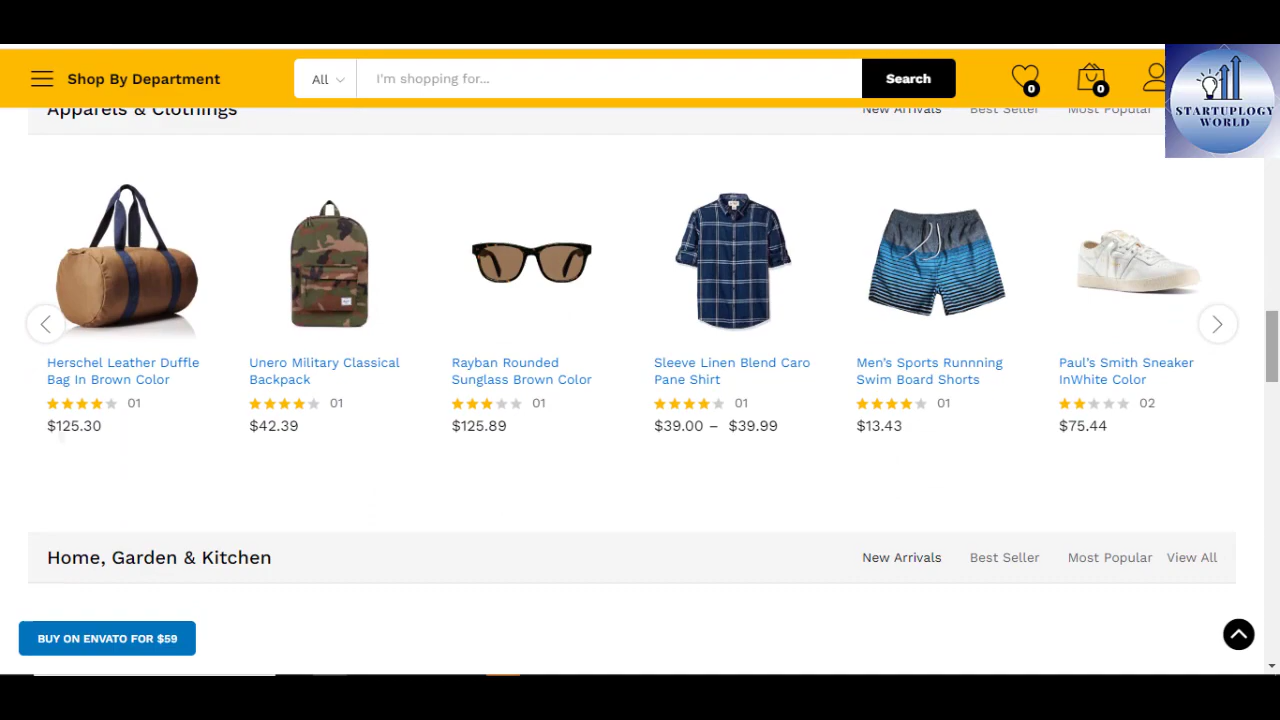 Shop By Department
All
I'm shopping for...
Search
0
0
STARTUPLOGY
WORLD
Apparels & Clothings
New Arrivals
Best Seller
Most Popular
Herschel Leather Duffle
Bag In Brown Color
01
$125.30
Unero Military Classical
Backpack
01
$42.39
Rayban Rounded
Sunglass Brown Color
01
$125.89
Sleeve Linen Blend Caro
Pane Shirt
01
$39.00 – $39.99
Men's Sports Runnning
Swim Board Shorts
01
$13.43
Paul's Smith Sneaker
InWhite Color
02
$75.44
Home, Garden & Kitchen
New Arrivals
Best Seller
Most Popular
View All
BUY ON ENVATO FOR $59